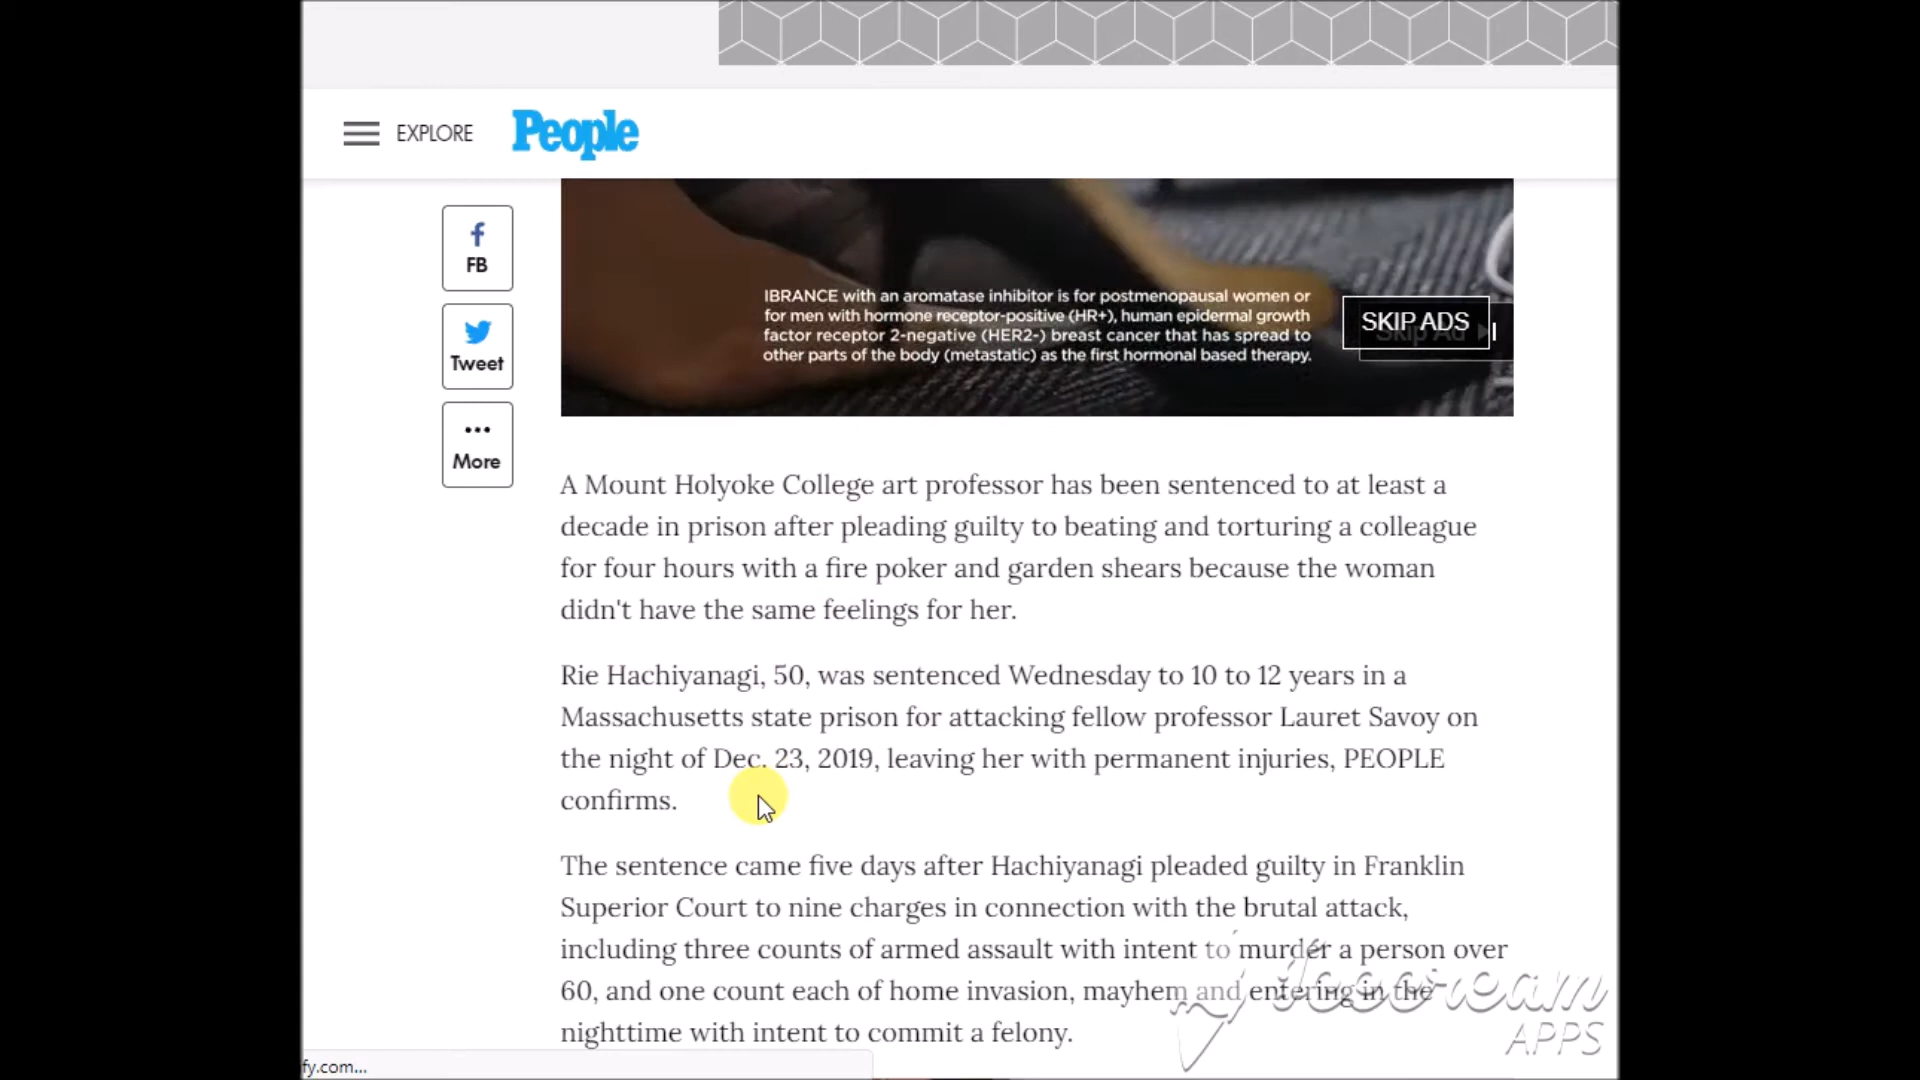 EXPLORE
People
FB
Tweet
More
IBRANCE with an aromatase inhibitor is for postmenopausal women or
for men with hormone receptor-positive (HR+), human epidermal growth
factor receptor 2-negative (HER2-) breast cancer that has spread to
other parts of the body (metastatic) as the first hormonal based therapy.
SKIP ADS
Skip Ad
A Mount Holyoke College art professor has been sentenced to at least a
decade in prison after pleading guilty to beating and torturing a colleague
for four hours with a fire poker and garden shears because the woman
didn't have the same feelings for her.
Rie Hachiyanagi, 50, was sentenced Wednesday to 10 to 12 years in a
Massachusetts state prison for attacking fellow professor Lauret Savoy on
the night of Dec. 23, 2019, leaving her with permanent injuries, PEOPLE
confirms.
The sentence came five days after Hachiyanagi pleaded guilty in Franklin
Superior Court to nine charges in connection with the brutal attack,
including three counts of armed assault with intent to murder a person over
60, and one count each of home invasion, mayhem and entering in the
nighttime with intent to commit a felony.
Icecream
APPS
fy.com...